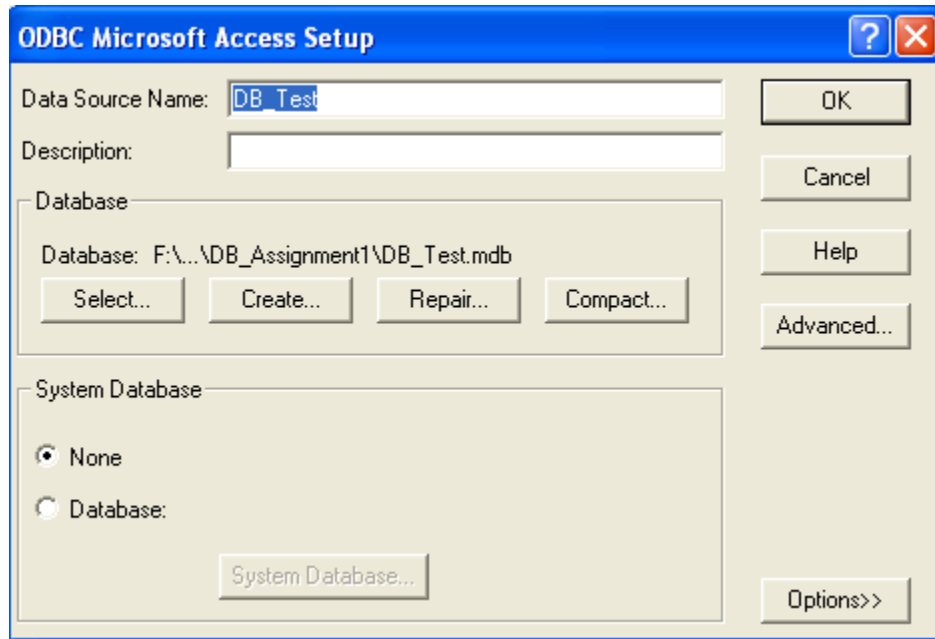 ODBC Microsoft Access Setup
Data Source Name: DB_Test
OK
Description:
Cancel
Database
Database: F:\...\DB_Assignment1\DB_Test.mdb
Help
Select... Create... Repair... Compact...
Advanced...
System Database
None
Database:
System Database...
Options>>